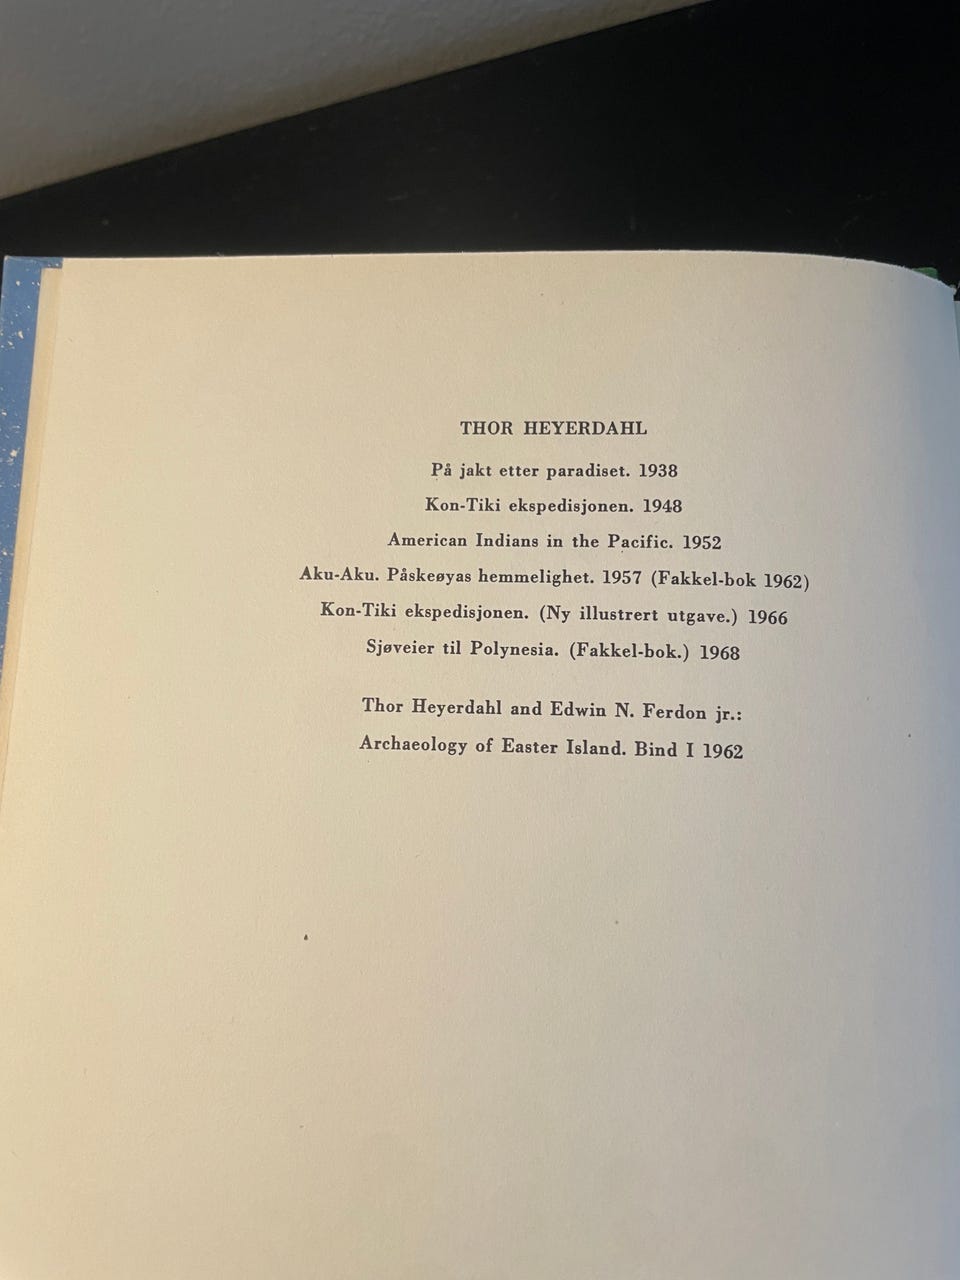 THOR HEYERDAHL
På jakt etter paradiset. 1938
Kon-Tiki ekspedisjonen. 1948
American Indians in the Pacific. 1952
Aku-Aku. Påskeøyas hemmelighet. 1957 (Fakkel-bok 1962)
Kon-Tiki ekspedisjonen. (Ny illustrert utgave.) 1966
Sjøveier til Polynesia. (Fakkel-bok.) 1968
Thor Heyerdahl and Edwin N. Ferdon jr.:
Archaeology of Easter Island. Bind I 1962